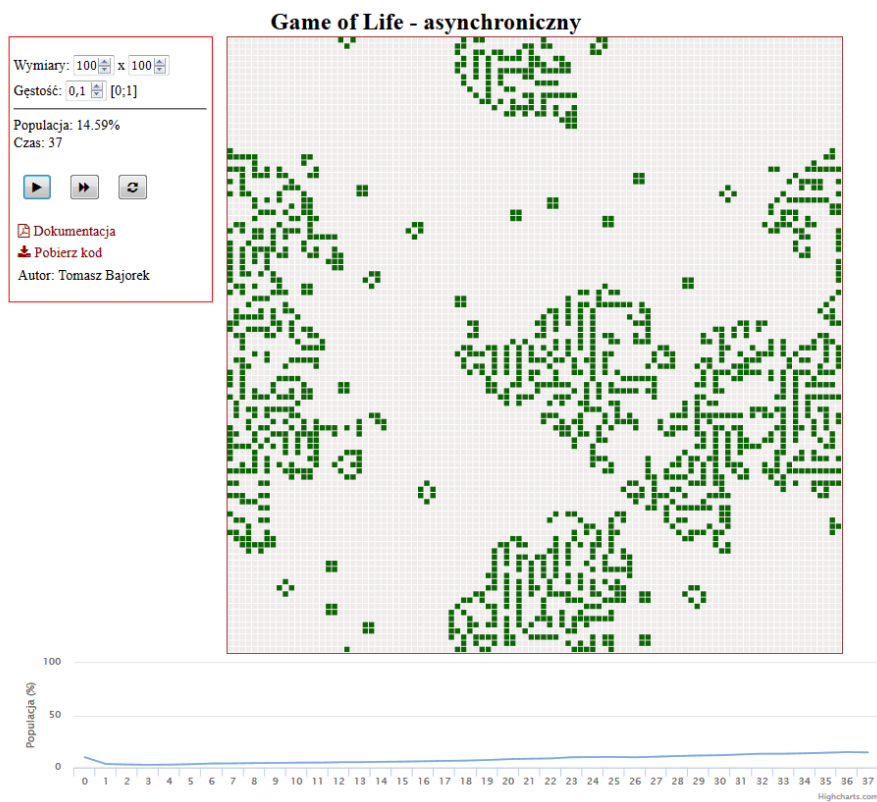 Game of Life - asynchroniczny
Wymiary: 100 x 100
Gęstość: 0,1 [0;1]
Populacja: 14.59%
Czas: 37
Dokumentacja
Pobierz kod
Autor: Tomasz Bajorek
Populacja (%)
100
50
0
0 1 2 3 4 5 6 7 8 9 10 11 12 13 14 15 16 17 18 19 20 21 22 23 24 25 26 27 28 29 30 31 32 33 34 35 36 37
Highcharts.com